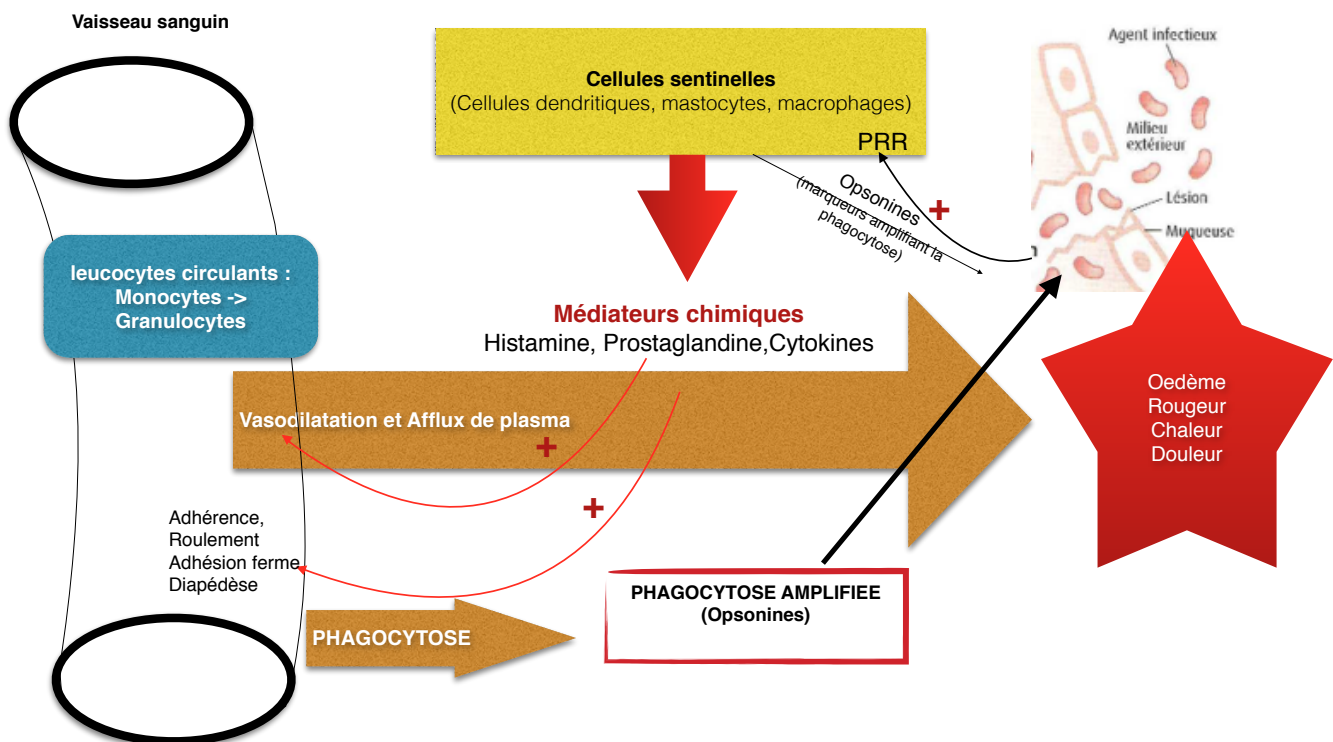 Vaisseau sanguin
Cellules sentinelles
(Cellules dendritiques, mastocytes, macrophages)
PRR
Agent infectieux
Milieu
extérieur
Lésion
Muqueuse
Opsonines
(marqueurs amplifiant la
phagocytose)
+
leucocytes circulants :
Monocytes ->
Granulocytes
Médiateurs chimiques
Histamine, Prostaglandine,Cytokines
Vasodilatation et Afflux de plasma
+
+
Oedème
Rougeur
Chaleur
Douleur
Adhérence,
Roulement
Adhésion ferme
Diapédèse
PHAGOCYTOSE
PHAGOCYTOSE AMPLIFIEE
(Opsonines)